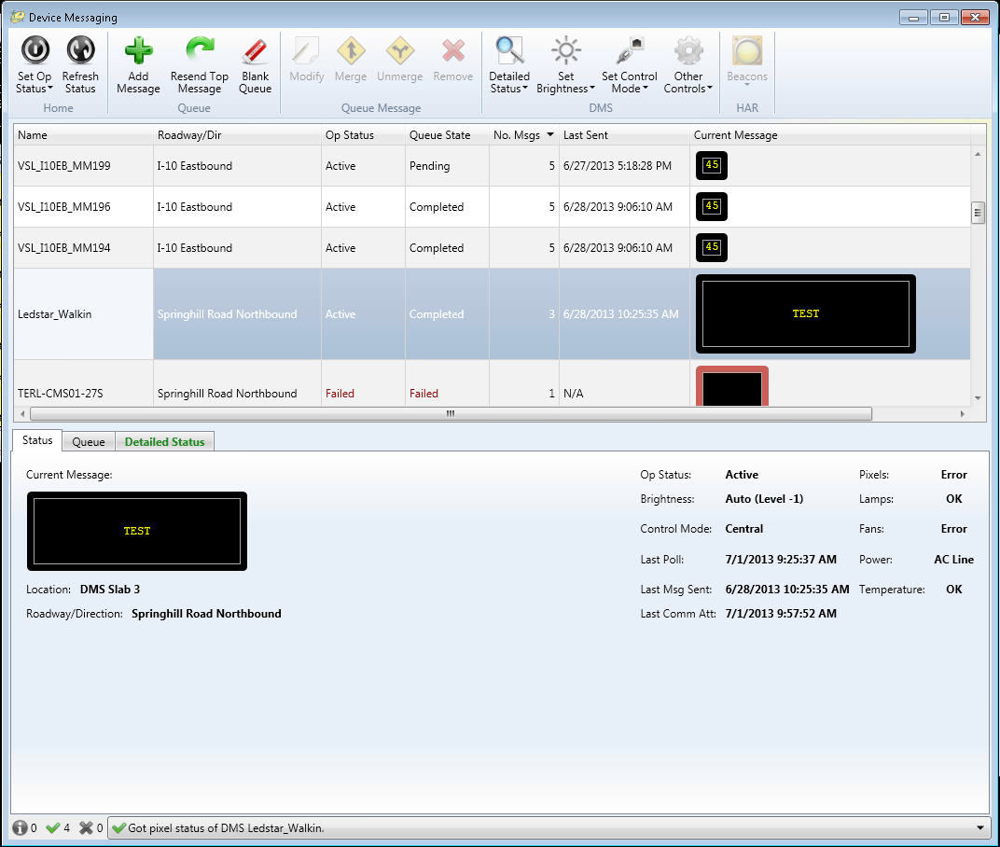 Device Messaging
Set Op Status
Refresh Status
Add Message
Resend Top Message
Blank Queue
Modify
Merge
Unmerge
Remove
Detailed Status
Set Brightness
Set Control Mode
Other Controls
Beacons
Home Queue Queue Message DMS HAR
Name Roadway/Dir Op Status Queue State No. Msgs Last Sent Current Message
VSL_I10EB_MM199 I-10 Eastbound Active Pending 5 6/27/2013 5:18:28 PM 45
VSL_I10EB_MM196 I-10 Eastbound Active Completed 5 6/28/2013 9:06:10 AM 45
VSL_I10EB_MM194 I-10 Eastbound Active Completed 5 6/28/2013 9:06:10 AM 45
Ledstar_Walkin Springhill Road Northbound Active Completed 3 6/28/2013 10:25:35 AM TEST
TERL-CMS01-27S Springhill Road Northbound Failed Failed 1 N/A
Status Queue Detailed Status
Current Message:
TEST
Location: DMS Slab 3
Roadway/Direction: Springhill Road Northbound
Op Status: Active
Brightness: Auto (Level -1)
Control Mode: Central
Last Poll: 7/1/2013 9:25:37 AM
Last Msg Sent: 6/28/2013 10:25:35 AM
Last Comm Att: 7/1/2013 9:57:52 AM
Pixels: Error
Lamps: OK
Fans: Error
Power: AC Line
Temperature: OK
0 4 0 Got pixel status of DMS Ledstar_Walkin.